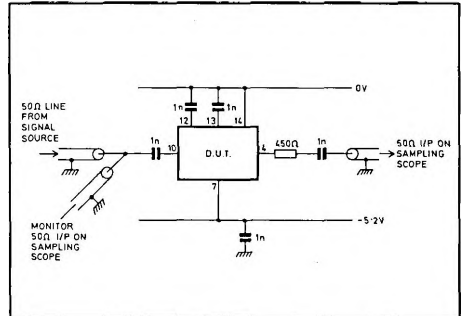 0V
50Ω LINE
FROM
SIGNAL
SOURCE
1n
1n
12
13
14
1n
10
D.U.T.
4
450Ω
1n
50Ω I/P ON
SAMPLING
SCOPE
7
MONITOR
50Ω I/P ON
SAMPLING
SCOPE
-5·2V
1n